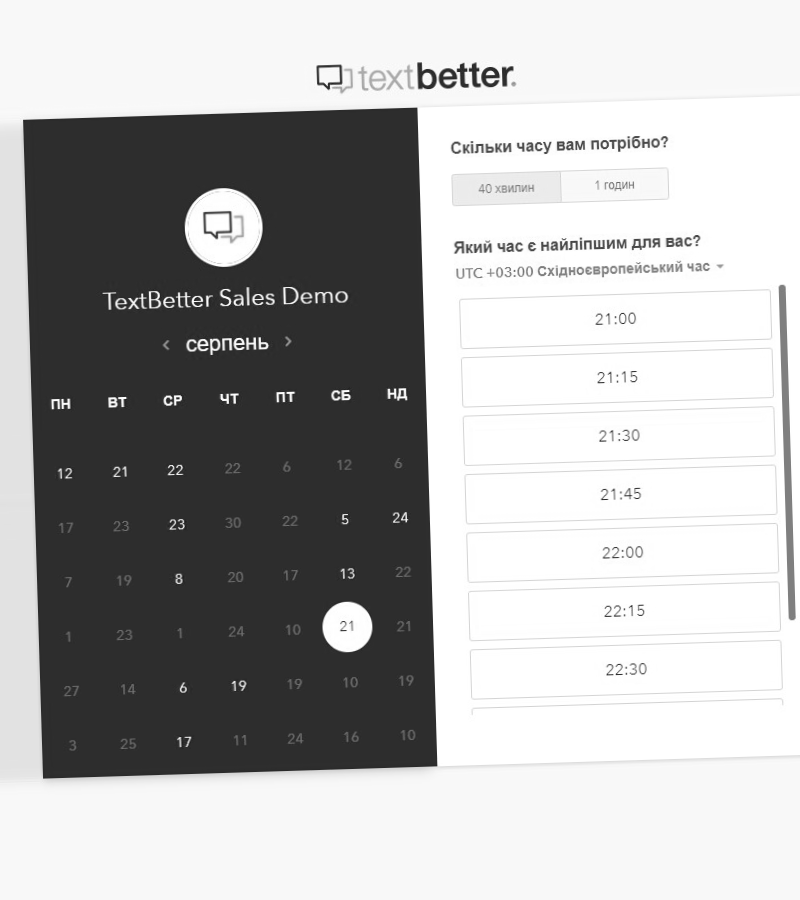 textbetter.
TextBetter Sales Demo
‹ серпень ›
ПН ВТ СР ЧТ ПТ СБ НД
12 21 22 22 6 12 6
17 23 23 30 22 5 24
7 19 8 20 17 13 22
1 23 1 24 10 21 21
27 14 6 19 19 10 19
3 25 17 11 24 16 10
Скільки часу вам потрібно?
40 хвилин 1 годин
Який час є найліпшим для вас?
UTC +03:00 Східноєвропейський час
21:00
21:15
21:30
21:45
22:00
22:15
22:30